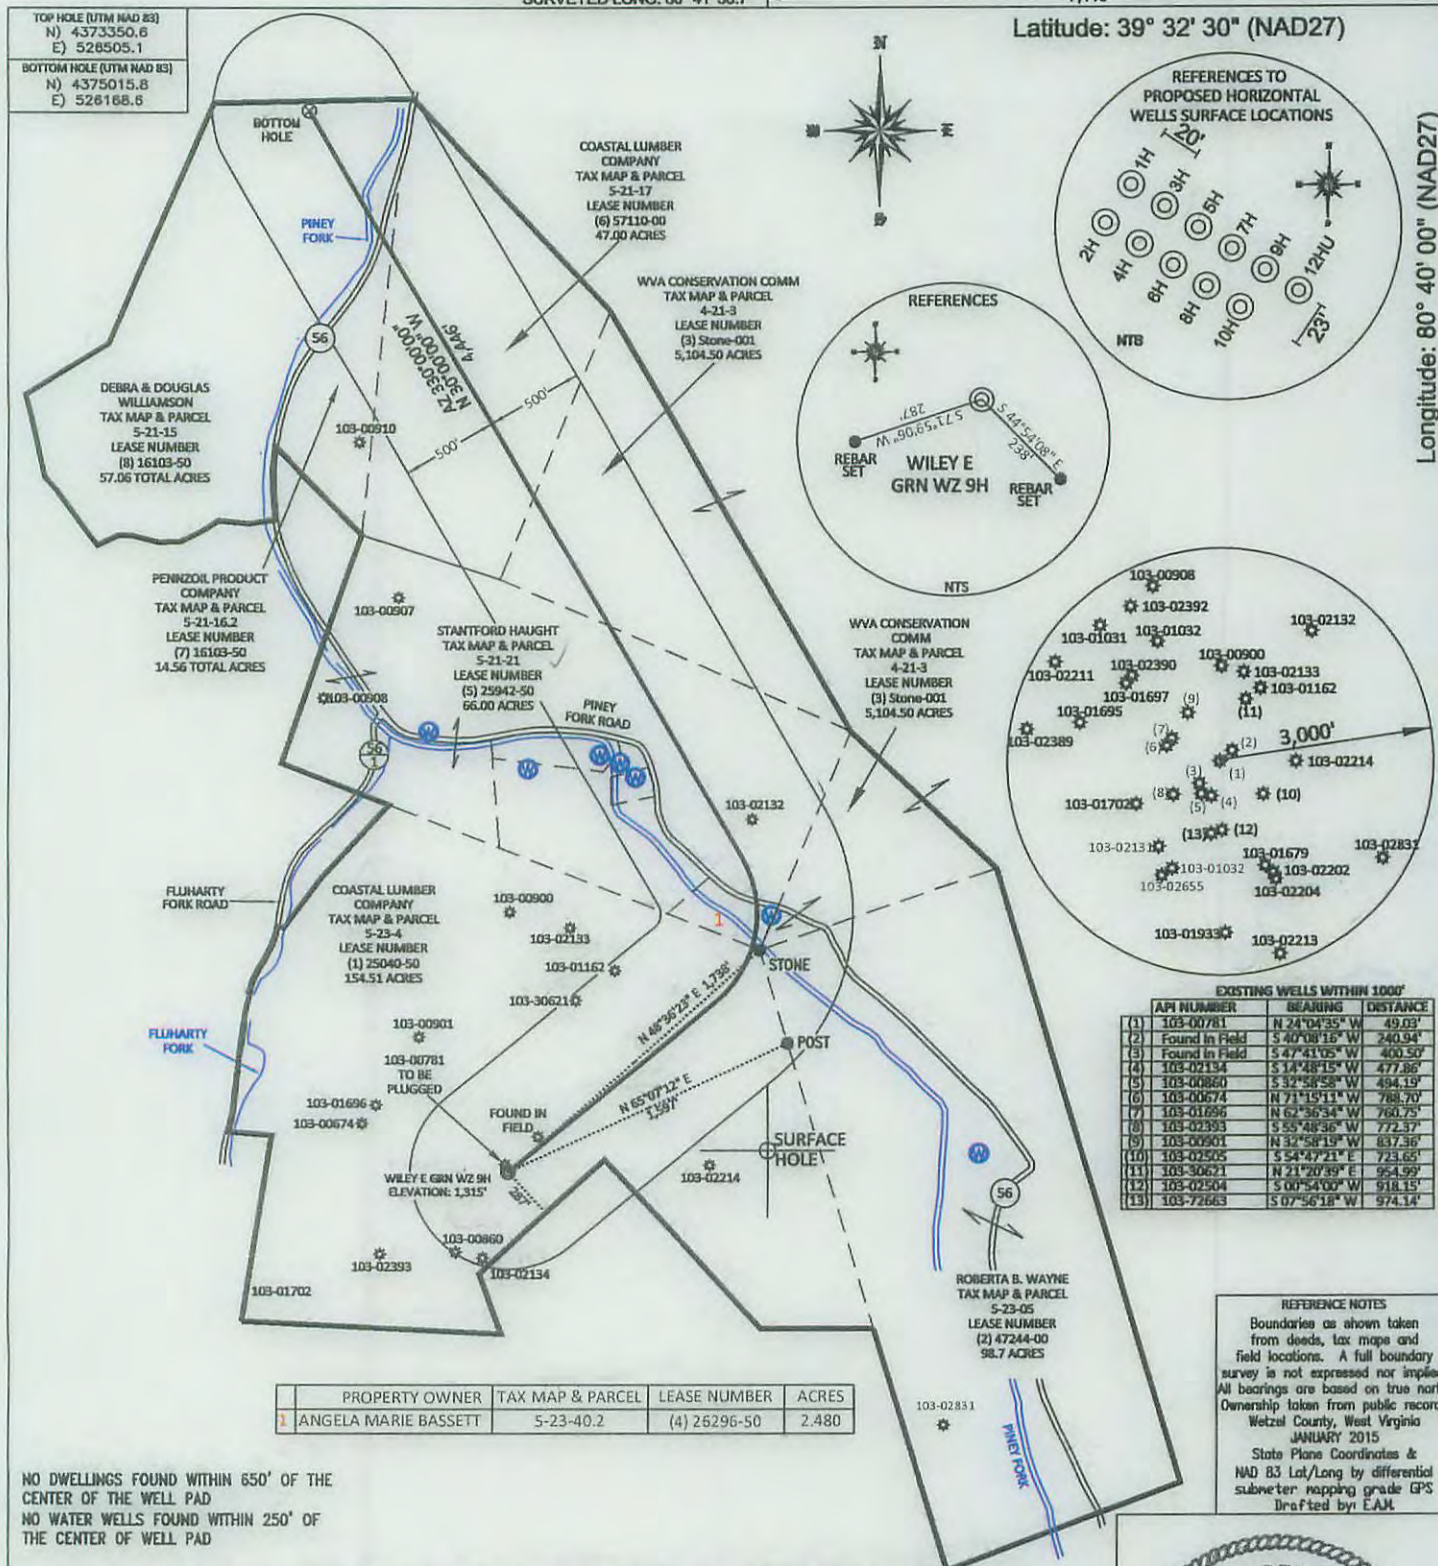 TOP HOLE (UTM NAD 83)
N) 4373350.6
E) 526505.1
BOTTOM HOLE (UTM NAD 83)
N) 4375015.8
E) 526168.6
Latitude: 39° 32' 30" (NAD27)
Longitude: 80° 40' 00" (NAD27)
N
E
BOTTOM
HOLE
PINEY
FORK
COASTAL LUMBER
COMPANY
TAX MAP & PARCEL
5-21-17
LEASE NUMBER
(6) 57110-00
47.00 ACRES
WVA CONSERVATION COMM
TAX MAP & PARCEL
4-21-3
LEASE NUMBER
(3) Stone-001
5,104.50 ACRES
REFERENCES TO
PROPOSED HORIZONTAL
WELLS SURFACE LOCATIONS
20'
1H
3H
5H
7H
9H
12HU
2H
4H
6H
8H
10H
23'
NTS
REFERENCES
287'
S 71°59'06" W
S 44°54'08" E
238'
REBAR
SET
WILEY E
GRN WZ 9H
REBAR
SET
NTS
56
AZ 330°00'00"
N 30°00'00" W
4,846'
500'
500'
DEBRA & DOUGLAS
WILLIAMSON
TAX MAP & PARCEL
5-21-15
LEASE NUMBER
(8) 16103-50
57.06 TOTAL ACRES
103-00910
PENNZOIL PRODUCT
COMPANY
TAX MAP & PARCEL
5-21-16.2
LEASE NUMBER
(7) 16103-50
14.56 TOTAL ACRES
103-00907
STANTFORD HAUGHT
TAX MAP & PARCEL
5-21-21
LEASE NUMBER
(5) 25942-50
66.00 ACRES
103-00908
PINEY
FORK ROAD
WVA CONSERVATION
COMM
TAX MAP & PARCEL
4-21-3
LEASE NUMBER
(3) Stone-001
5,104.50 ACRES
56
1
W
W
W
W
W
103-02132
103-00908
103-02392
103-01031
103-01032
103-02132
103-02211
103-02390
103-00900
103-02133
103-01697
103-01162
103-01695
(9)
(11)
103-02389
(7)
(6)
(2)
3,000'
(1)
103-02214
(3)
103-01702
(8)
(5)
(4)
(10)
(13)
(12)
103-02131
103-01679
103-02831
103-01032
103-02202
103-02655
103-02204
103-01933
103-02213
FLUHARTY
FORK ROAD
COASTAL LUMBER
COMPANY
TAX MAP & PARCEL
5-23-4
LEASE NUMBER
(1) 25040-50
154.51 ACRES
103-00900
103-02133
103-01162
103-30621
1
W
STONE
N 48°36'23" E 1,738'
FLUHARTY
FORK
103-00901
103-00781
TO BE
PLUGGED
103-01696
103-00674
FOUND IN
FIELD
POST
N 65°07'12" E
1,597'
SURFACE
HOLE
WILEY E GRN WZ 9H
ELEVATION: 1,315'
287'
103-02214
W
56
103-00860
103-02393
103-02134
103-01702
EXISTING WELLS WITHIN 1000'
API NUMBER BEARING DISTANCE
(1) 103-00781 N 24°04'35" W 49.03'
(2) Found in Field S 40°08'16" W 240.94'
(3) Found in Field S 47°41'05" W 400.50'
(4) 103-02134 S 14°48'15" W 477.86'
(5) 103-00860 S 32°58'58" W 494.19'
(6) 103-00674 N 71°15'11" W 788.70'
(7) 103-01696 N 62°36'34" W 760.75'
(8) 103-02393 S 55°48'36" W 772.37'
(9) 103-00901 N 32°58'19" W 837.36'
(10) 103-02505 S 54°47'21" E 723.65'
(11) 103-30621 N 21°20'39" E 954.99'
(12) 103-02504 S 00°54'00" W 918.15'
(13) 103-72663 S 07°56'18" W 974.14'
ROBERTA B. WAYNE
TAX MAP & PARCEL
5-23-05
LEASE NUMBER
(2) 47244-00
98.7 ACRES
103-02831
PINEY FORK
REFERENCE NOTES
Boundaries as shown taken
from deeds, tax maps and
field locations. A full boundary
survey is not expressed nor implied
All bearings are based on true north
Ownership taken from public record
Wetzel County, West Virginia
JANUARY 2015
State Plane Coordinates &
NAD 83 Lat/Long by differential
submeter mapping grade GPS
Drafted by: E.A.M.
PROPERTY OWNER TAX MAP & PARCEL LEASE NUMBER ACRES
1 ANGELA MARIE BASSETT 5-23-40.2 (4) 26296-50 2.480
NO DWELLINGS FOUND WITHIN 650' OF THE
CENTER OF THE WELL PAD
NO WATER WELLS FOUND WITHIN 250' OF
THE CENTER OF WELL PAD